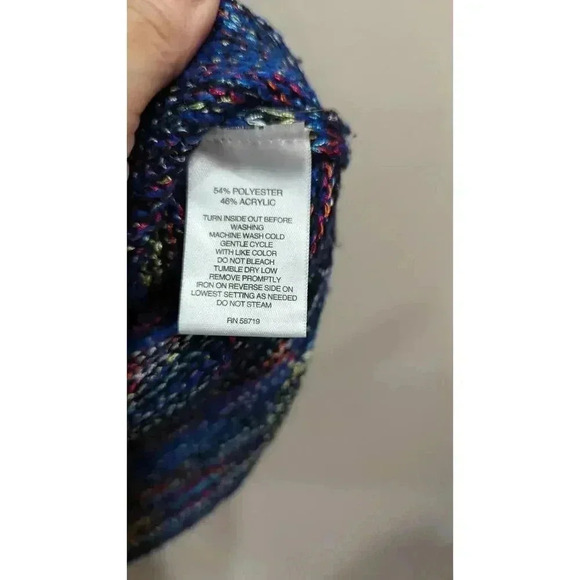 54% POLYESTER
46% ACRYLIC
TURN INSIDE OUT BEFORE
WASHING
MACHINE WASH COLD
GENTLE CYCLE
WITH LIKE COLOR
DO NOT BLEACH
TUMBLE DRY LOW
REMOVE PROMPTLY
IRON ON REVERSE SIDE ON
LOWEST SETTING AS NEEDED
DO NOT STEAM
RN 58719